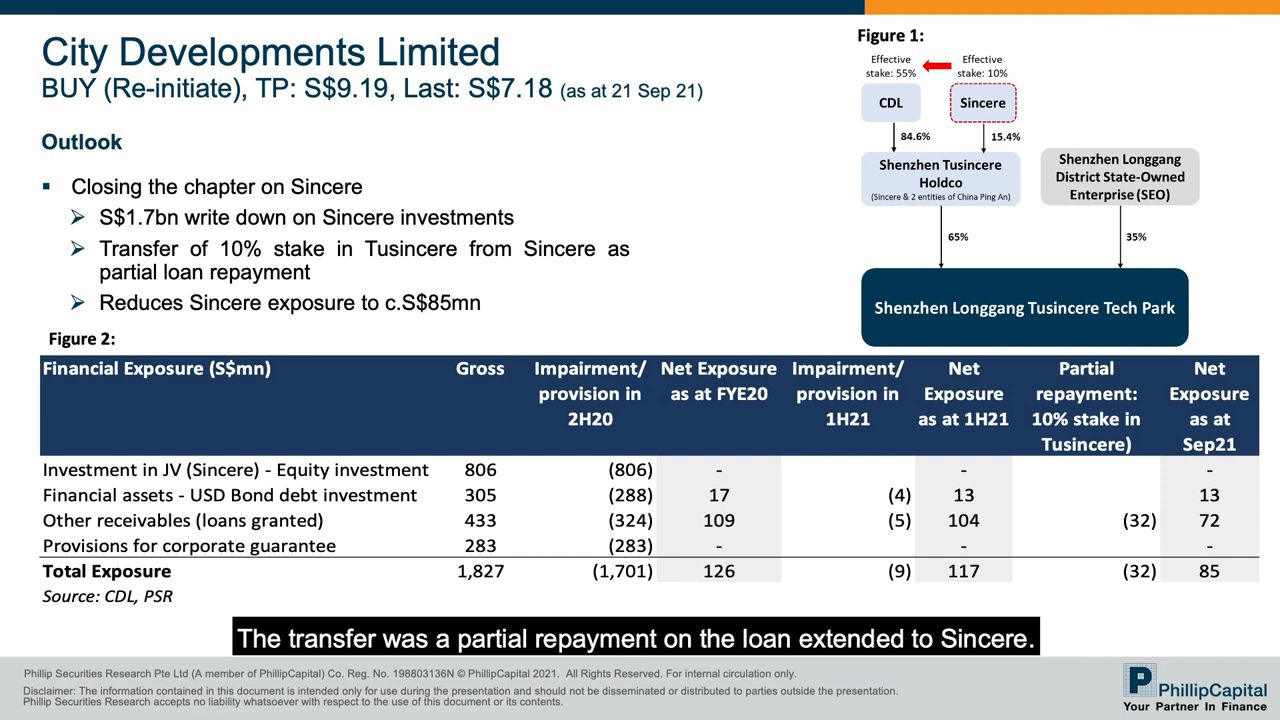 City Developments Limited
BUY (Re-initiate), TP: S$9.19, Last: S$7.18 (as at 21 Sep 21)
Outlook
▪ Closing the chapter on Sincere
➢ S$1.7bn write down on Sincere investments
➢ Transfer of 10% stake in Tusincere from Sincere as
partial loan repayment
➢ Reduces Sincere exposure to c.S$85mn
Figure 1:
Effective
stake: 55%
Effective
stake: 10%
CDL
Sincere
84.6%
15.4%
Shenzhen Tusincere
Holdco
(Sincere & 2 entities of China Ping An)
Shenzhen Longgang
District State-Owned
Enterprise (SEO)
65%
35%
Shenzhen Longgang Tusincere Tech Park
Figure 2:
Financial Exposure (S$mn)
Gross
Impairment/
provision in
2H20
Net Exposure
as at FYE20
Impairment/
provision in
1H21
Net
Exposure
as at 1H21
Partial
repayment:
10% stake in
Tusincere)
Net
Exposure
as at
Sep21
Investment in JV (Sincere) - Equity investment 806 (806) - - -
Financial assets - USD Bond debt investment 305 (288) 17 (4) 13 13
Other receivables (loans granted) 433 (324) 109 (5) 104 (32) 72
Provisions for corporate guarantee 283 (283) - - -
Total Exposure 1,827 (1,701) 126 (9) 117 (32) 85
Source: CDL, PSR
The transfer was a partial repayment on the loan extended to Sincere.
Phillip Securities Research Pte Ltd (A member of PhillipCapital) Co. Reg. No. 198803136N © PhillipCapital 2021. All Rights Reserved. For internal circulation only.
Disclaimer: The information contained in this document is intended only for use during the presentation and should not be disseminated or distributed to parties outside the presentation.
Phillip Securities Research accepts no liability whatsoever with respect to the use of this document or its contents.
P PhillipCapital
Your Partner In Finance